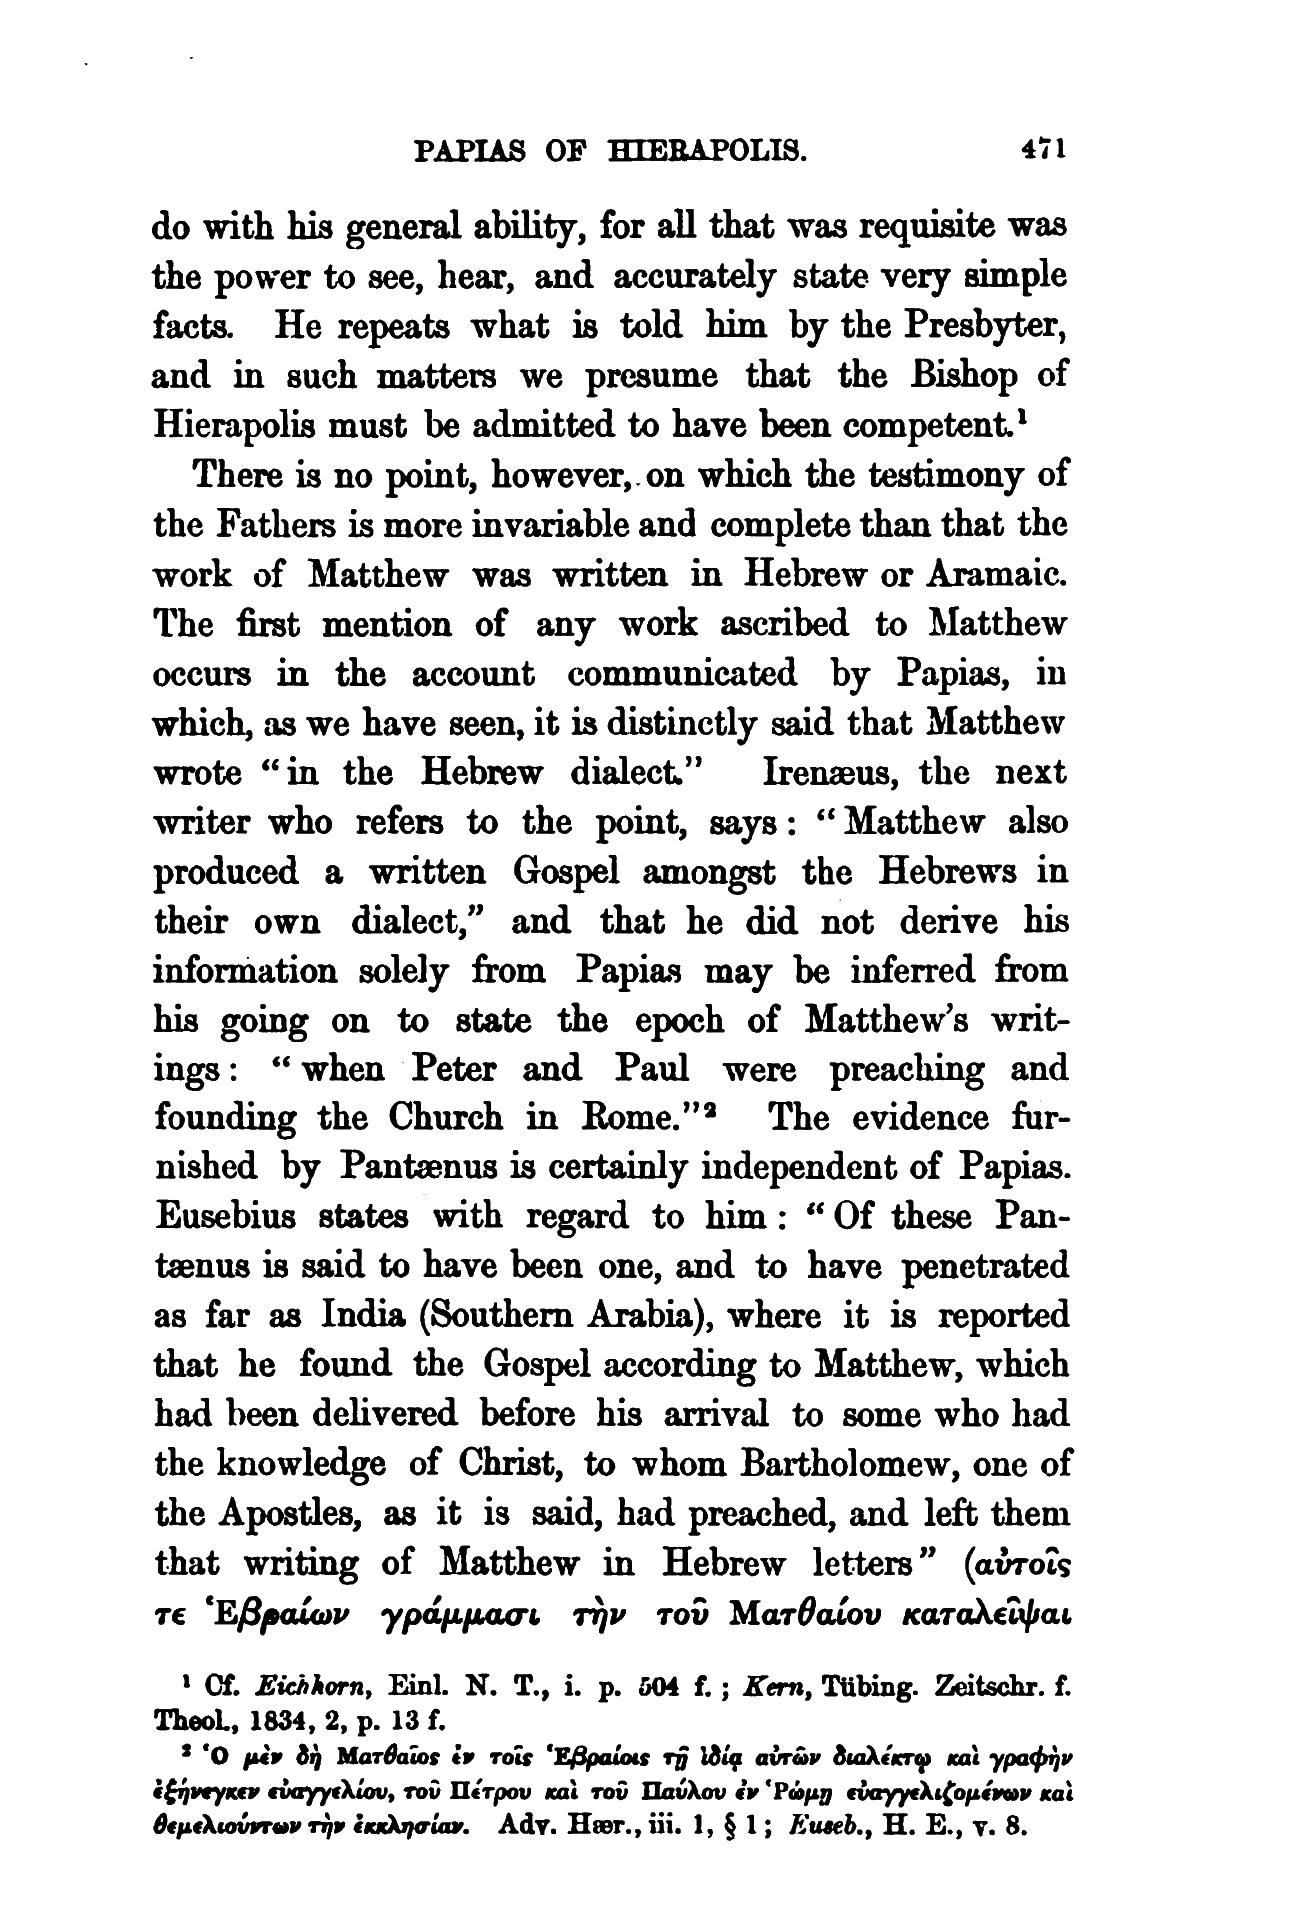 PAPIAS OF HIERAPOLIS. 471
do with his general ability, for all that was requisite was
the power to see, hear, and accurately state very simple
facts. He repeats what is told him by the Presbyter,
and in such matters we presume that the Bishop of
Hierapolis must be admitted to have been competent.¹
There is no point, however, on which the testimony of
the Fathers is more invariable and complete than that the
work of Matthew was written in Hebrew or Aramaic.
The first mention of any work ascribed to Matthew
occurs in the account communicated by Papias, in
which, as we have seen, it is distinctly said that Matthew
wrote “in the Hebrew dialect.” Irenæus, the next
writer who refers to the point, says: “Matthew also
produced a written Gospel amongst the Hebrews in
their own dialect,” and that he did not derive his
information solely from Papias may be inferred from
his going on to state the epoch of Matthew’s writ-
ings: “when Peter and Paul were preaching and
founding the Church in Rome.”² The evidence fur-
nished by Pantænus is certainly independent of Papias.
Eusebius states with regard to him: “Of these Pan-
tænus is said to have been one, and to have penetrated
as far as India (Southern Arabia), where it is reported
that he found the Gospel according to Matthew, which
had been delivered before his arrival to some who had
the knowledge of Christ, to whom Bartholomew, one of
the Apostles, as it is said, had preached, and left them
that writing of Matthew in Hebrew letters” (αὐτοῖς
τε Ἑβραίων γράμμασι τὴν τοῦ Ματθαίου καταλεῖψαι
¹ Cf. Eichhorn, Einl. N. T., i. p. 504 f.; Kern, Tübing. Zeitschr. f.
Theol., 1834, 2, p. 13 f.
² Ὁ μὲν δὴ Ματθαῖος ἐν τοῖς Ἑβραίοις τῇ ἰδίᾳ αὐτῶν διαλέκτῳ καὶ γραφὴν
ἐξήνεγκεν εὐαγγελίου, τοῦ Πέτρου καὶ τοῦ Παύλου ἐν Ῥώμῃ εὐαγγελιζομένων καὶ
θεμελιούντων τὴν ἐκκλησίαν. Adv. Hær., iii. 1, § 1; Euseb., H. E., v. 8.